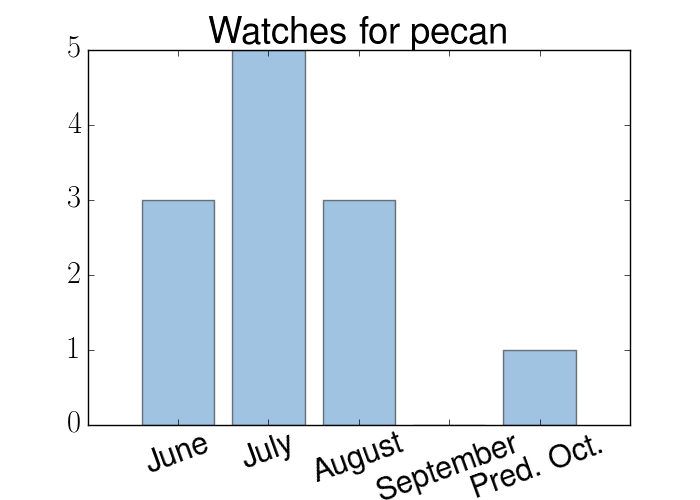 Watches for pecan
5
4
3
2
1
0
June
July
August
September
Pred. Oct.